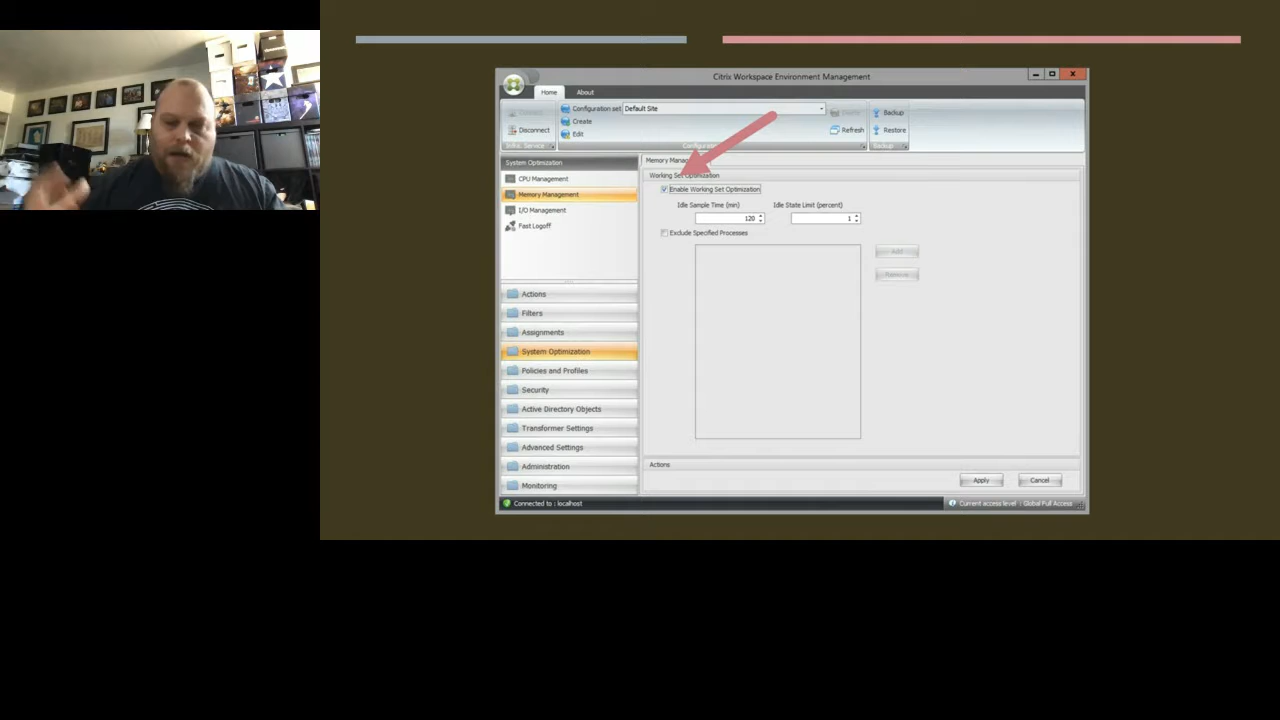 Citrix Workspace Environment Management
Home About
Configuration set Default Site
Create
Edit
Disconnect
Refresh
Backup
Restore
Backup
System Optimization
CPU Management
Memory Management
I/O Management
Fast Logoff
Actions
Filters
Assignments
System Optimization
Policies and Profiles
Security
Active Directory Objects
Transformer Settings
Advanced Settings
Administration
Monitoring
Working Set Optimization
Enable Working Set Optimization
Idle Sample Time (min) Idle State Limit (percent)
120 1
Exclude Specified Processes
Add
Remove
Actions
Apply Cancel
Connected to : localhost
Current access level : Global Full Access